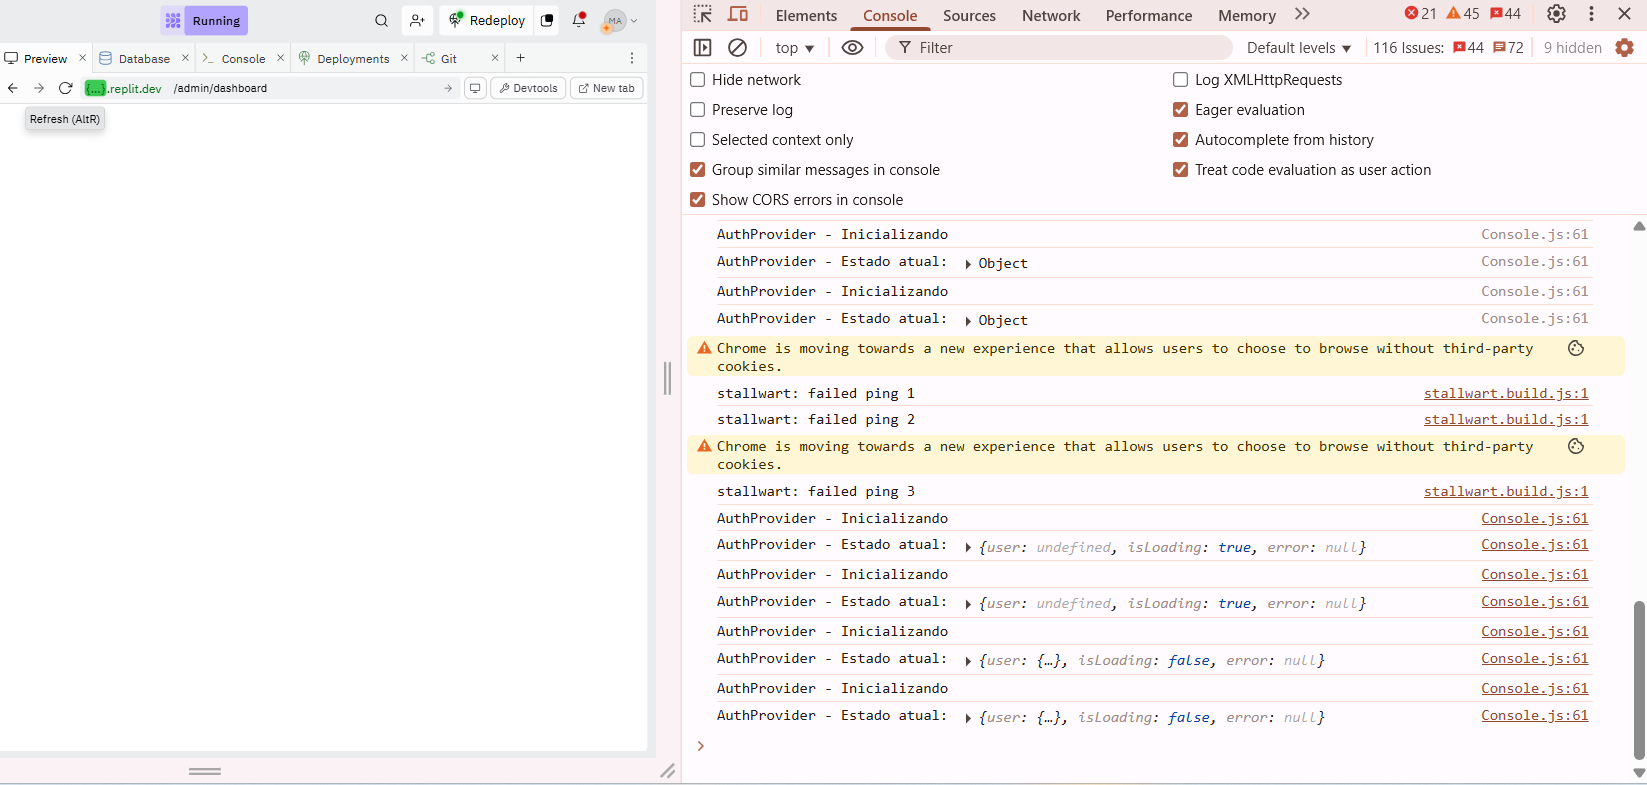 Running
Redeploy
MA
Preview
Database
Console
Deployments
Git
{...}.replit.dev /admin/dashboard
Devtools
New tab
Refresh (AltR)
Elements
Console
Sources
Network
Performance
Memory
21
45
44
top
Filter
Default levels
116 Issues:
44
72
9 hidden
Hide network
Log XMLHttpRequests
Preserve log
Eager evaluation
Selected context only
Autocomplete from history
Group similar messages in console
Treat code evaluation as user action
Show CORS errors in console
AuthProvider - Inicializando Console.js:61
AuthProvider - Estado atual: Object Console.js:61
AuthProvider - Inicializando Console.js:61
AuthProvider - Estado atual: Object Console.js:61
Chrome is moving towards a new experience that allows users to choose to browse without third-party
cookies.
stallwart: failed ping 1 stallwart.build.js:1
stallwart: failed ping 2 stallwart.build.js:1
Chrome is moving towards a new experience that allows users to choose to browse without third-party
cookies.
stallwart: failed ping 3 stallwart.build.js:1
AuthProvider - Inicializando Console.js:61
AuthProvider - Estado atual: {user: undefined, isLoading: true, error: null} Console.js:61
AuthProvider - Inicializando Console.js:61
AuthProvider - Estado atual: {user: undefined, isLoading: true, error: null} Console.js:61
AuthProvider - Inicializando Console.js:61
AuthProvider - Estado atual: {user: {…}, isLoading: false, error: null} Console.js:61
AuthProvider - Inicializando Console.js:61
AuthProvider - Estado atual: {user: {…}, isLoading: false, error: null} Console.js:61